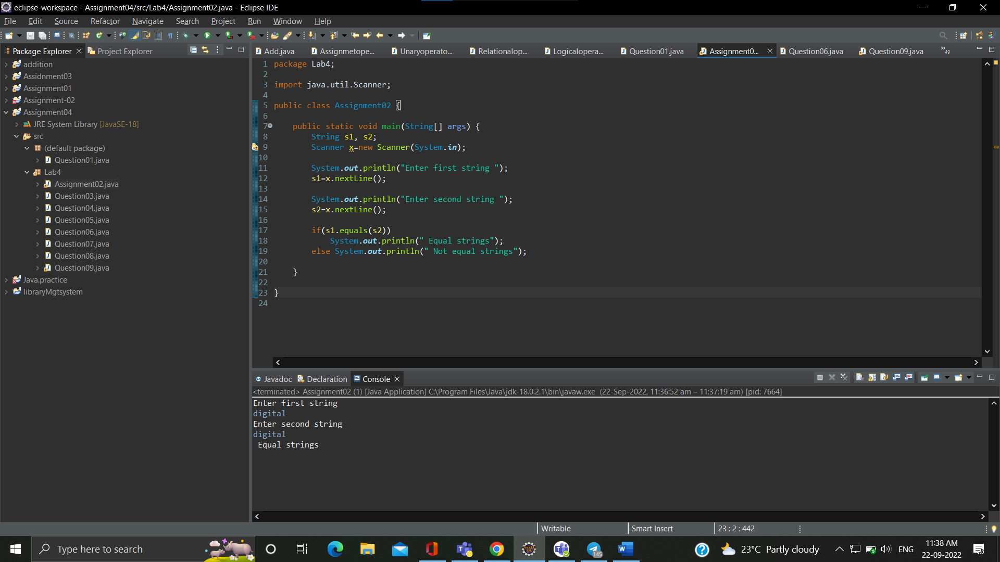 eclipse-workspace - Assignment04/src/Lab4/Assignment02.java - Eclipse IDE
File Edit Source Refactor Navigate Search Project Run Window Help
Package Explorer
Project Explorer
Add.java
Assignmetope...
Unaryoperato...
Relationalop...
Logicalopera...
Question01.java
Assignment0...
Question06.java
Question09.java
»49
addition
Assidnment03
Assignment01
Assignment-02
Assignment04
JRE System Library [JavaSE-18]
src
(default package)
Question01.java
Lab4
Assignment02.java
Question03.java
Question04.java
Question05.java
Question06.java
Question07.java
Question08.java
Question09.java
Java.practice
libraryMgtsystem
1 package Lab4;
2
3 import java.util.Scanner;
4
5 public class Assignment02 {
6
7 public static void main(String[] args) {
8 String s1, s2;
9 Scanner x=new Scanner(System.in);
10
11 System.out.println("Enter first string ");
12 s1=x.nextLine();
13
14 System.out.println("Enter second string ");
15 s2=x.nextLine();
16
17 if(s1.equals(s2))
18 System.out.println(" Equal strings");
19 else System.out.println(" Not equal strings");
20
21 }
22
23 }
24
Javadoc
Declaration
Console
<terminated> Assignment02 (1) [Java Application] C:\Program Files\Java\jdk-18.0.2.1\bin\javaw.exe (22-Sep-2022, 11:36:52 am – 11:37:19 am) [pid: 7664]
Enter first string
digital
Enter second string
digital
Equal strings
Writable
Smart Insert
23 : 2 : 442
Type here to search
145
23°C Partly cloudy
ENG
11:38 AM
22-09-2022